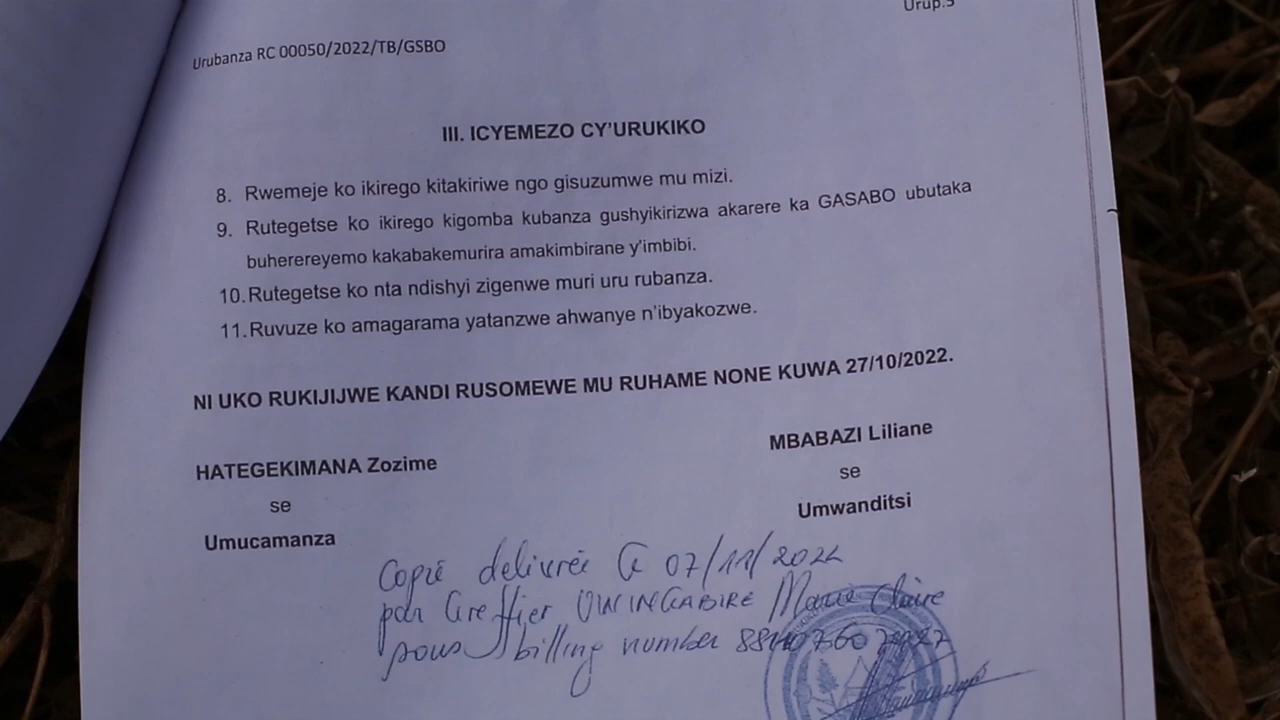 Urup.5
Urubanza RC 00050/2022/TB/GSBO
III. ICYEMEZO CY'URUKIKO
8. Rwemeje ko ikirego kitakiriwe ngo gisuzumwe mu mizi.
9. Rutegetse ko ikirego kigomba kubanza gushyikirizwa akarere ka GASABO ubutaka
buherereyemo kakabakemurira amakimbirane y'imbibi.
10. Rutegetse ko nta ndishyi zigenwe muri uru rubanza.
11. Ruvuze ko amagarama yatanzwe ahwanye n'ibyakozwe.
NI UKO RUKIJIJWE KANDI RUSOMEWE MU RUHAME NONE KUWA 27/10/2022.
HATEGEKIMANA Zozime MBABAZI Liliane
se se
Umucamanza Umwanditsi
Copie delivrée le 07/11/2022
par Greffier UWINGABIRE Marie Claire
sous billing number